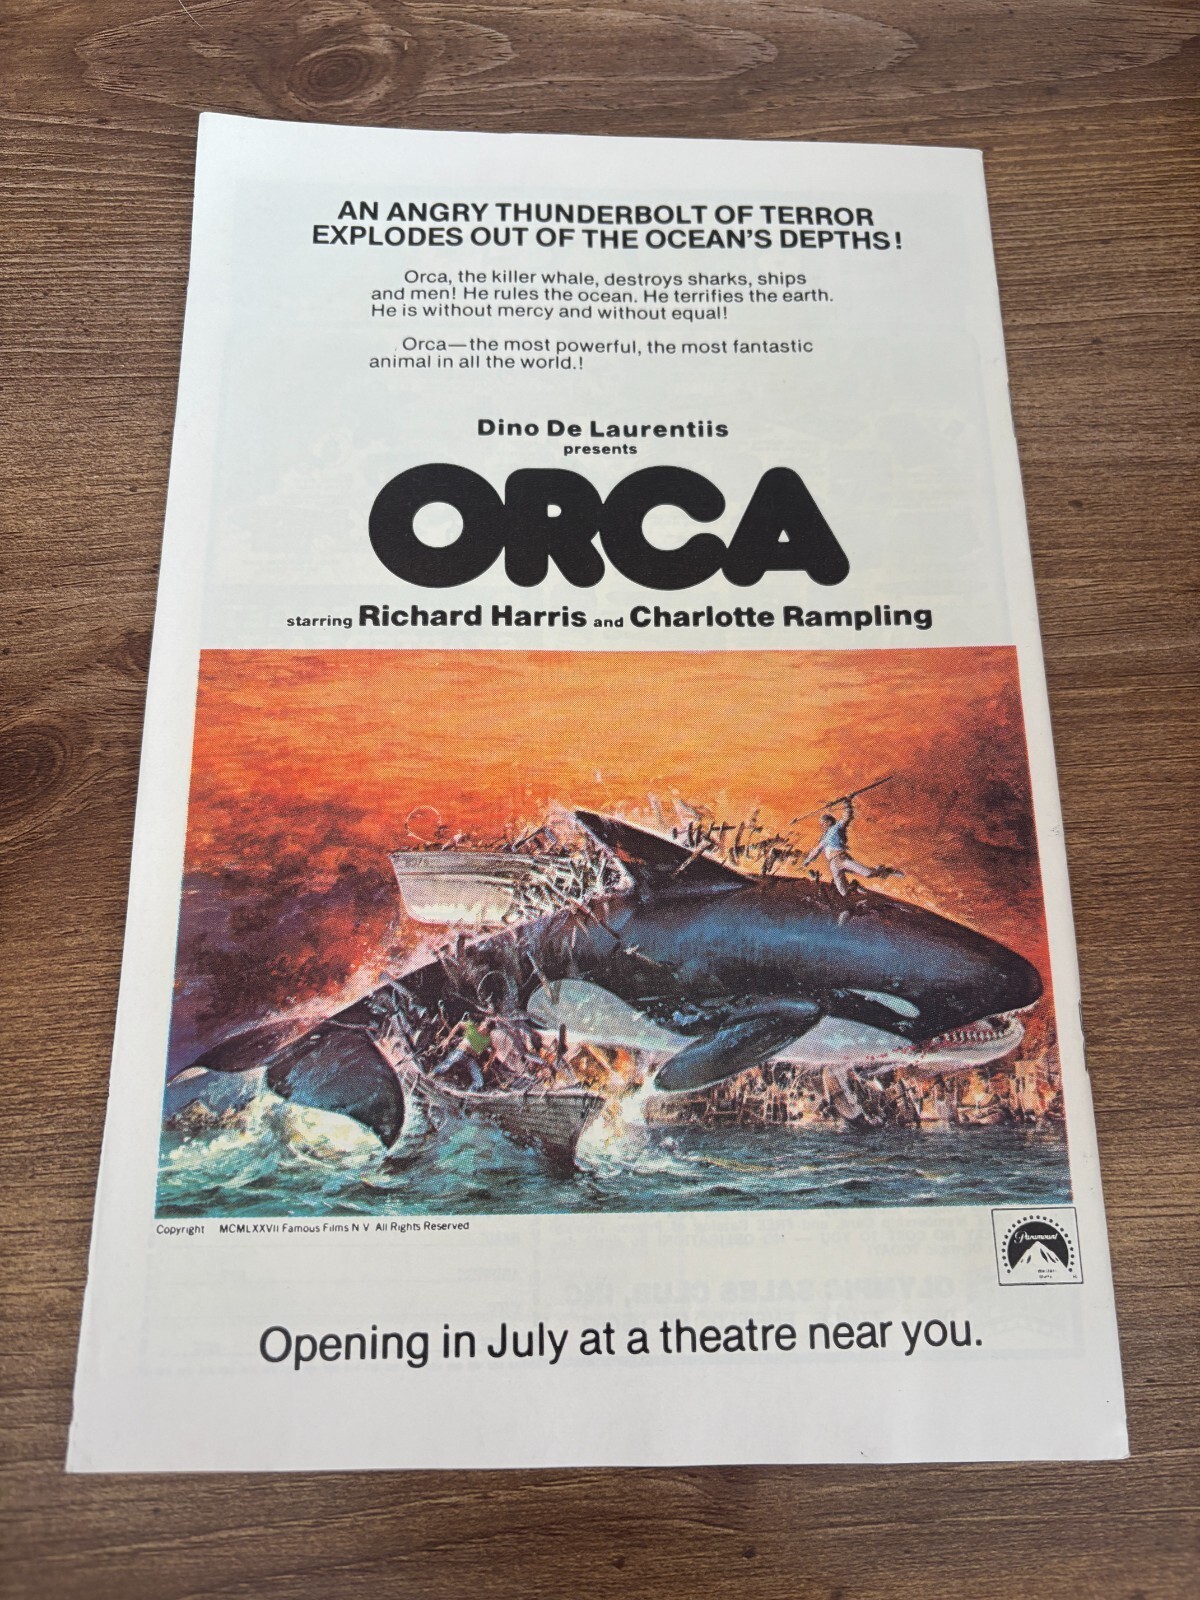 AN ANGRY THUNDERBOLT OF TERROR
EXPLODES OUT OF THE OCEAN'S DEPTHS!
Orca, the killer whale, destroys sharks, ships
and men! He rules the ocean. He terrifies the earth.
He is without mercy and without equal!
Orca—the most powerful, the most fantastic
animal in all the world.!
Dino De Laurentiis
presents
ORCA
starring Richard Harris and Charlotte Rampling
Copyright MCMLXXVII Famous Films N V All Rights Reserved
Paramount
Opening in July at a theatre near you.